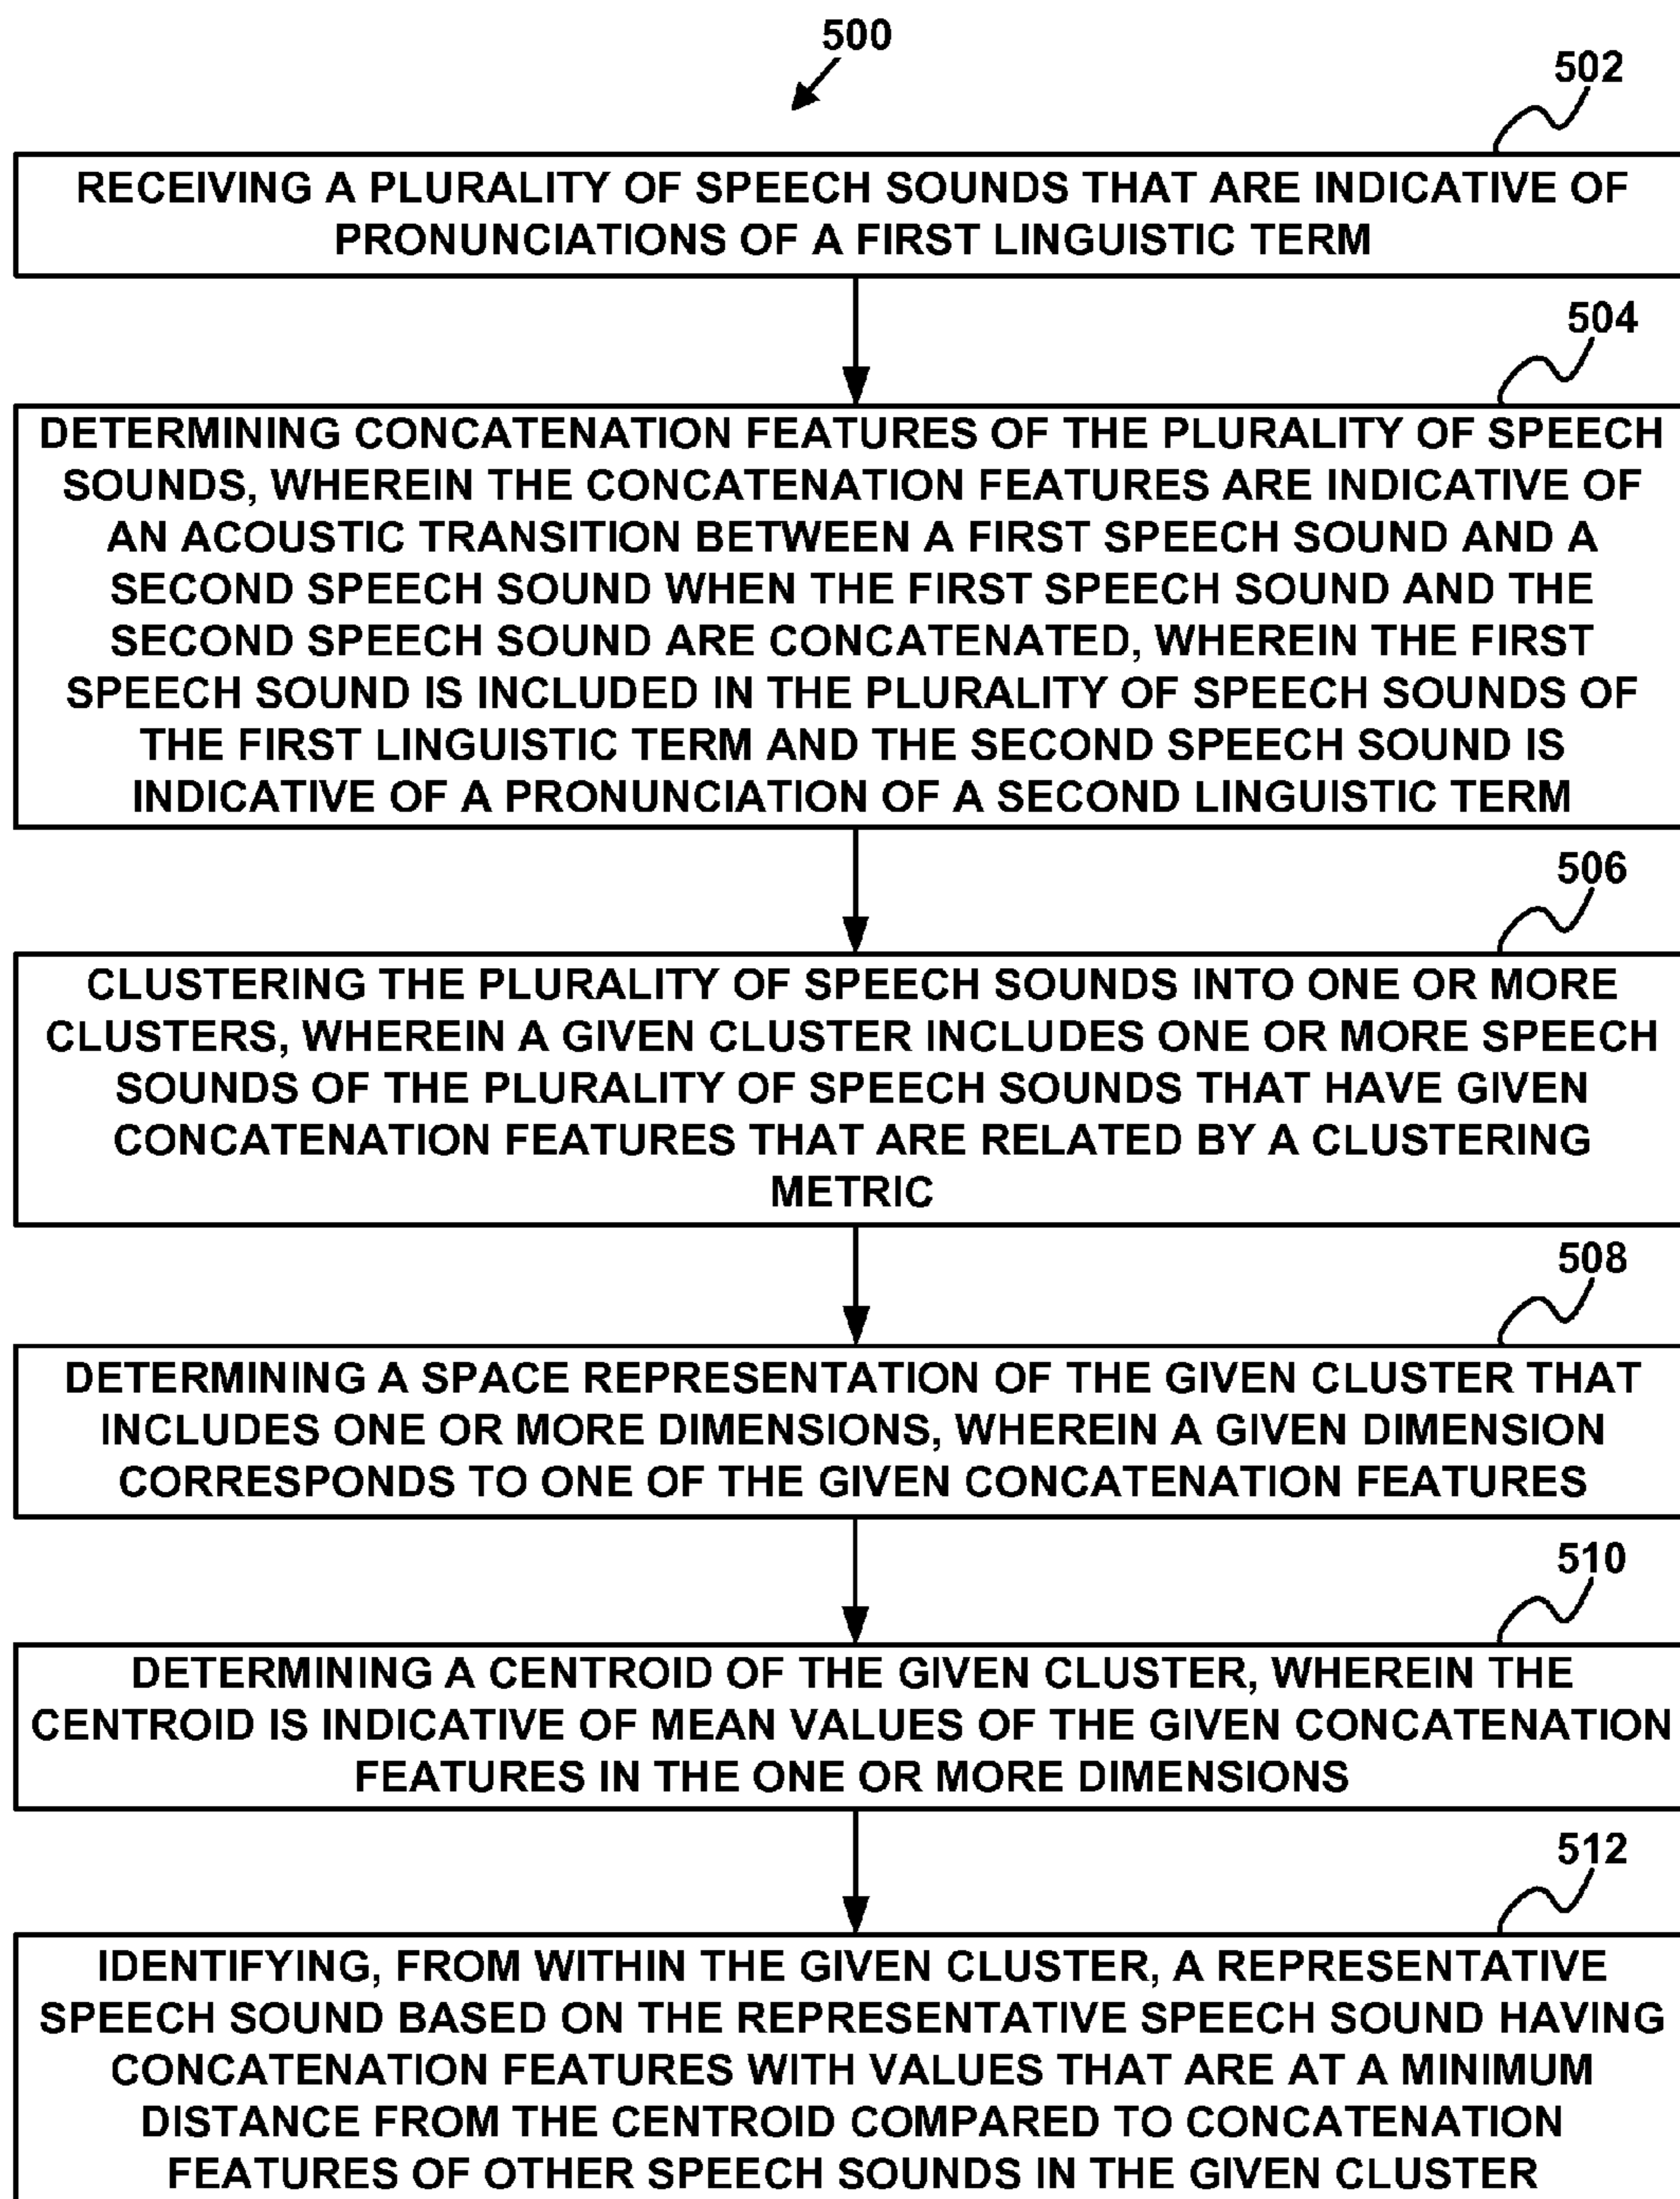 500
502
RECEIVING A PLURALITY OF SPEECH SOUNDS THAT ARE INDICATIVE OF
PRONUNCIATIONS OF A FIRST LINGUISTIC TERM
504
DETERMINING CONCATENATION FEATURES OF THE PLURALITY OF SPEECH
SOUNDS, WHEREIN THE CONCATENATION FEATURES ARE INDICATIVE OF
AN ACOUSTIC TRANSITION BETWEEN A FIRST SPEECH SOUND AND A
SECOND SPEECH SOUND WHEN THE FIRST SPEECH SOUND AND THE
SECOND SPEECH SOUND ARE CONCATENATED, WHEREIN THE FIRST
SPEECH SOUND IS INCLUDED IN THE PLURALITY OF SPEECH SOUNDS OF
THE FIRST LINGUISTIC TERM AND THE SECOND SPEECH SOUND IS
INDICATIVE OF A PRONUNCIATION OF A SECOND LINGUISTIC TERM
506
CLUSTERING THE PLURALITY OF SPEECH SOUNDS INTO ONE OR MORE
CLUSTERS, WHEREIN A GIVEN CLUSTER INCLUDES ONE OR MORE SPEECH
SOUNDS OF THE PLURALITY OF SPEECH SOUNDS THAT HAVE GIVEN
CONCATENATION FEATURES THAT ARE RELATED BY A CLUSTERING
METRIC
508
DETERMINING A SPACE REPRESENTATION OF THE GIVEN CLUSTER THAT
INCLUDES ONE OR MORE DIMENSIONS, WHEREIN A GIVEN DIMENSION
CORRESPONDS TO ONE OF THE GIVEN CONCATENATION FEATURES
510
DETERMINING A CENTROID OF THE GIVEN CLUSTER, WHEREIN THE
CENTROID IS INDICATIVE OF MEAN VALUES OF THE GIVEN CONCATENATION
FEATURES IN THE ONE OR MORE DIMENSIONS
512
IDENTIFYING, FROM WITHIN THE GIVEN CLUSTER, A REPRESENTATIVE
SPEECH SOUND BASED ON THE REPRESENTATIVE SPEECH SOUND HAVING
CONCATENATION FEATURES WITH VALUES THAT ARE AT A MINIMUM
DISTANCE FROM THE CENTROID COMPARED TO CONCATENATION
FEATURES OF OTHER SPEECH SOUNDS IN THE GIVEN CLUSTER